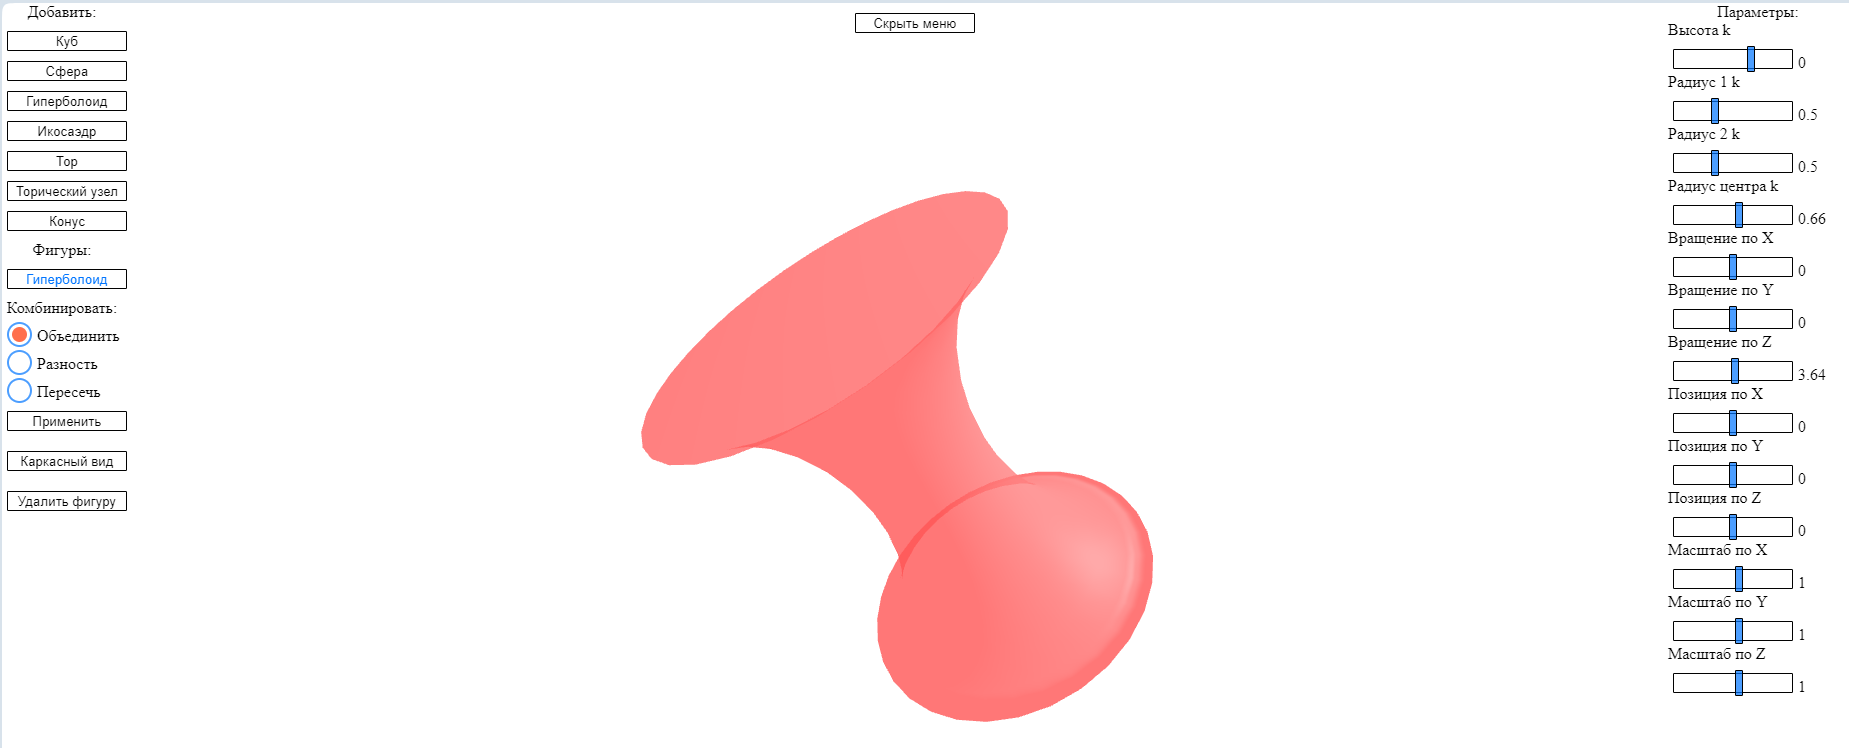 Добавить:
Куб
Сфера
Гиперболоид
Икосаэдр
Тор
Торический узел
Конус
Фигуры:
Гиперболоид
Комбинировать:
Объединить
Разность
Пересечь
Применить
Каркасный вид
Удалить фигуру
Скрыть меню
Параметры:
Высота k
0
Радиус 1 k
0.5
Радиус 2 k
0.5
Радиус центра k
0.66
Вращение по X
0
Вращение по Y
0
Вращение по Z
3.64
Позиция по X
0
Позиция по Y
0
Позиция по Z
0
Масштаб по X
1
Масштаб по Y
1
Масштаб по Z
1